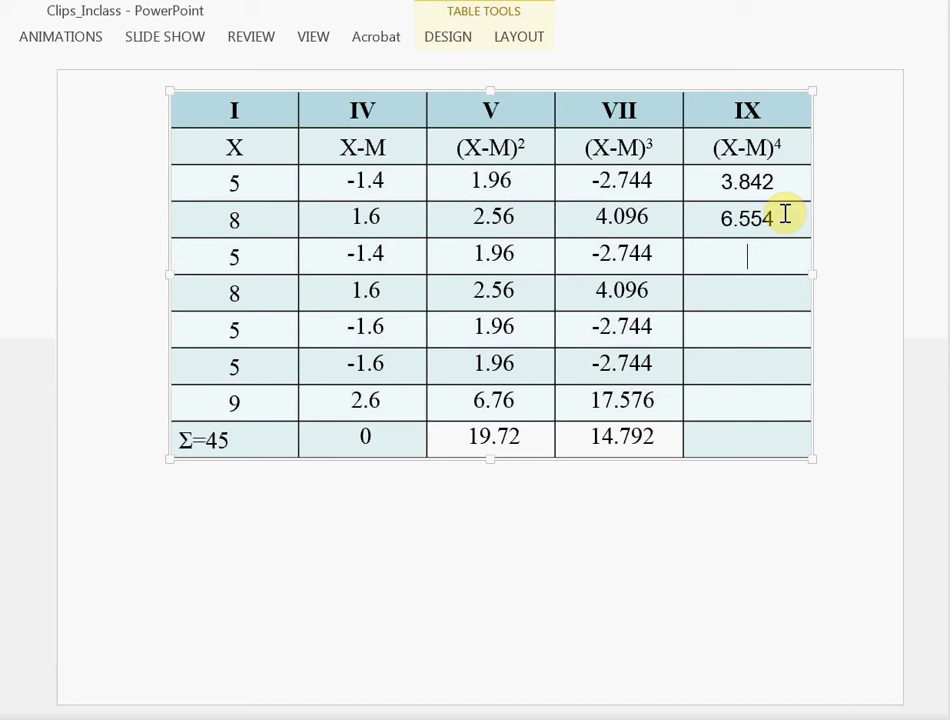 Clips_Inclass - PowerPoint
TABLE TOOLS
ANIMATIONS SLIDE SHOW REVIEW VIEW Acrobat DESIGN LAYOUT
I IV V VII IX
X X-M (X-M)² (X-M)³ (X-M)⁴
5 -1.4 1.96 -2.744 3.842
8 1.6 2.56 4.096 6.554
5 -1.4 1.96 -2.744
8 1.6 2.56 4.096
5 -1.6 1.96 -2.744
5 -1.6 1.96 -2.744
9 2.6 6.76 17.576
Σ=45 0 19.72 14.792